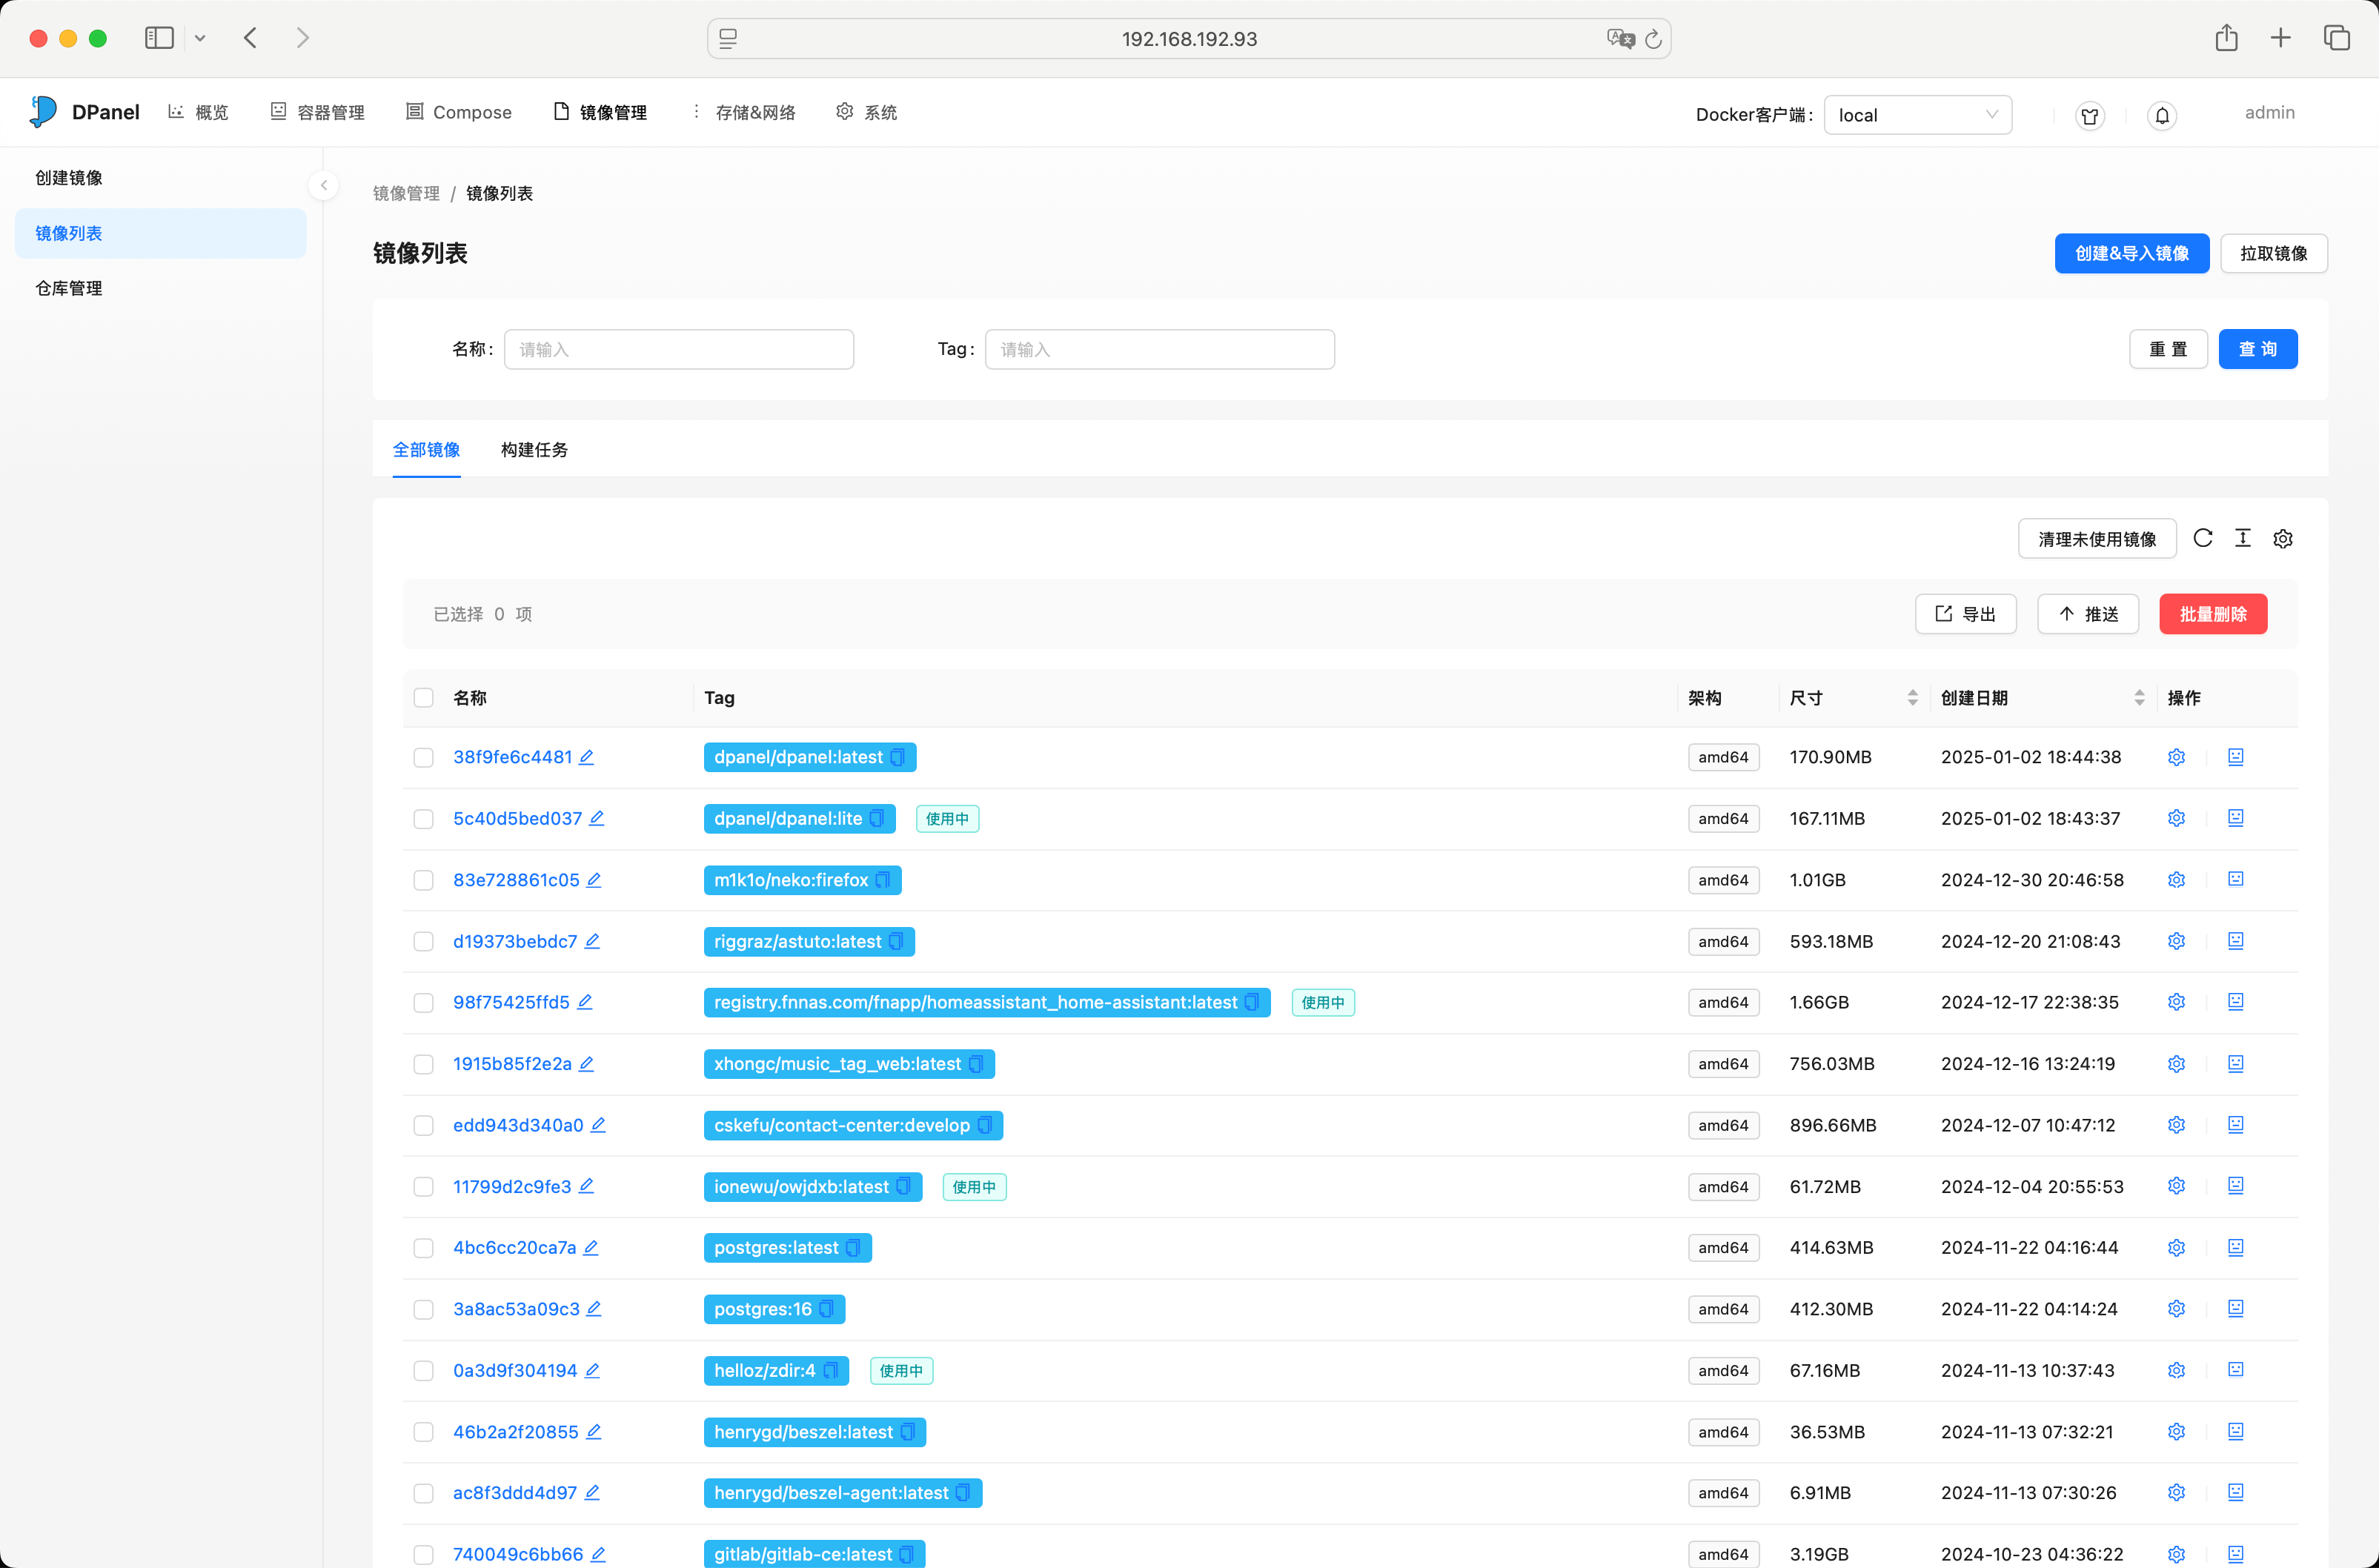 192.168.192.93
DPanel 概览 容器管理 Compose 镜像管理 存储&网络 系统 Docker客户端: local admin
创建镜像
镜像列表
仓库管理
镜像管理 / 镜像列表
镜像列表 创建&导入镜像 拉取镜像
名称: 请输入 Tag: 请输入 重 置 查 询
全部镜像 构建任务
清理未使用镜像
已选择 0 项 导出 推送 批量删除
名称 Tag 架构 尺寸 创建日期 操作
38f9fe6c4481 dpanel/dpanel:latest amd64 170.90MB 2025-01-02 18:44:38
5c40d5bed037 dpanel/dpanel:lite 使用中 amd64 167.11MB 2025-01-02 18:43:37
83e728861c05 m1k1o/neko:firefox amd64 1.01GB 2024-12-30 20:46:58
d19373bebdc7 riggraz/astuto:latest amd64 593.18MB 2024-12-20 21:08:43
98f75425ffd5 registry.fnnas.com/fnapp/homeassistant_home-assistant:latest 使用中 amd64 1.66GB 2024-12-17 22:38:35
1915b85f2e2a xhongc/music_tag_web:latest amd64 756.03MB 2024-12-16 13:24:19
edd943d340a0 cskefu/contact-center:develop amd64 896.66MB 2024-12-07 10:47:12
11799d2c9fe3 ionewu/owjdxb:latest 使用中 amd64 61.72MB 2024-12-04 20:55:53
4bc6cc20ca7a postgres:latest amd64 414.63MB 2024-11-22 04:16:44
3a8ac53a09c3 postgres:16 amd64 412.30MB 2024-11-22 04:14:24
0a3d9f304194 helloz/zdir:4 使用中 amd64 67.16MB 2024-11-13 10:37:43
46b2a2f20855 henrygd/beszel:latest amd64 36.53MB 2024-11-13 07:32:21
ac8f3ddd4d97 henrygd/beszel-agent:latest amd64 6.91MB 2024-11-13 07:30:26
740049c6bb66 gitlab/gitlab-ce:latest amd64 3.19GB 2024-10-23 04:36:22